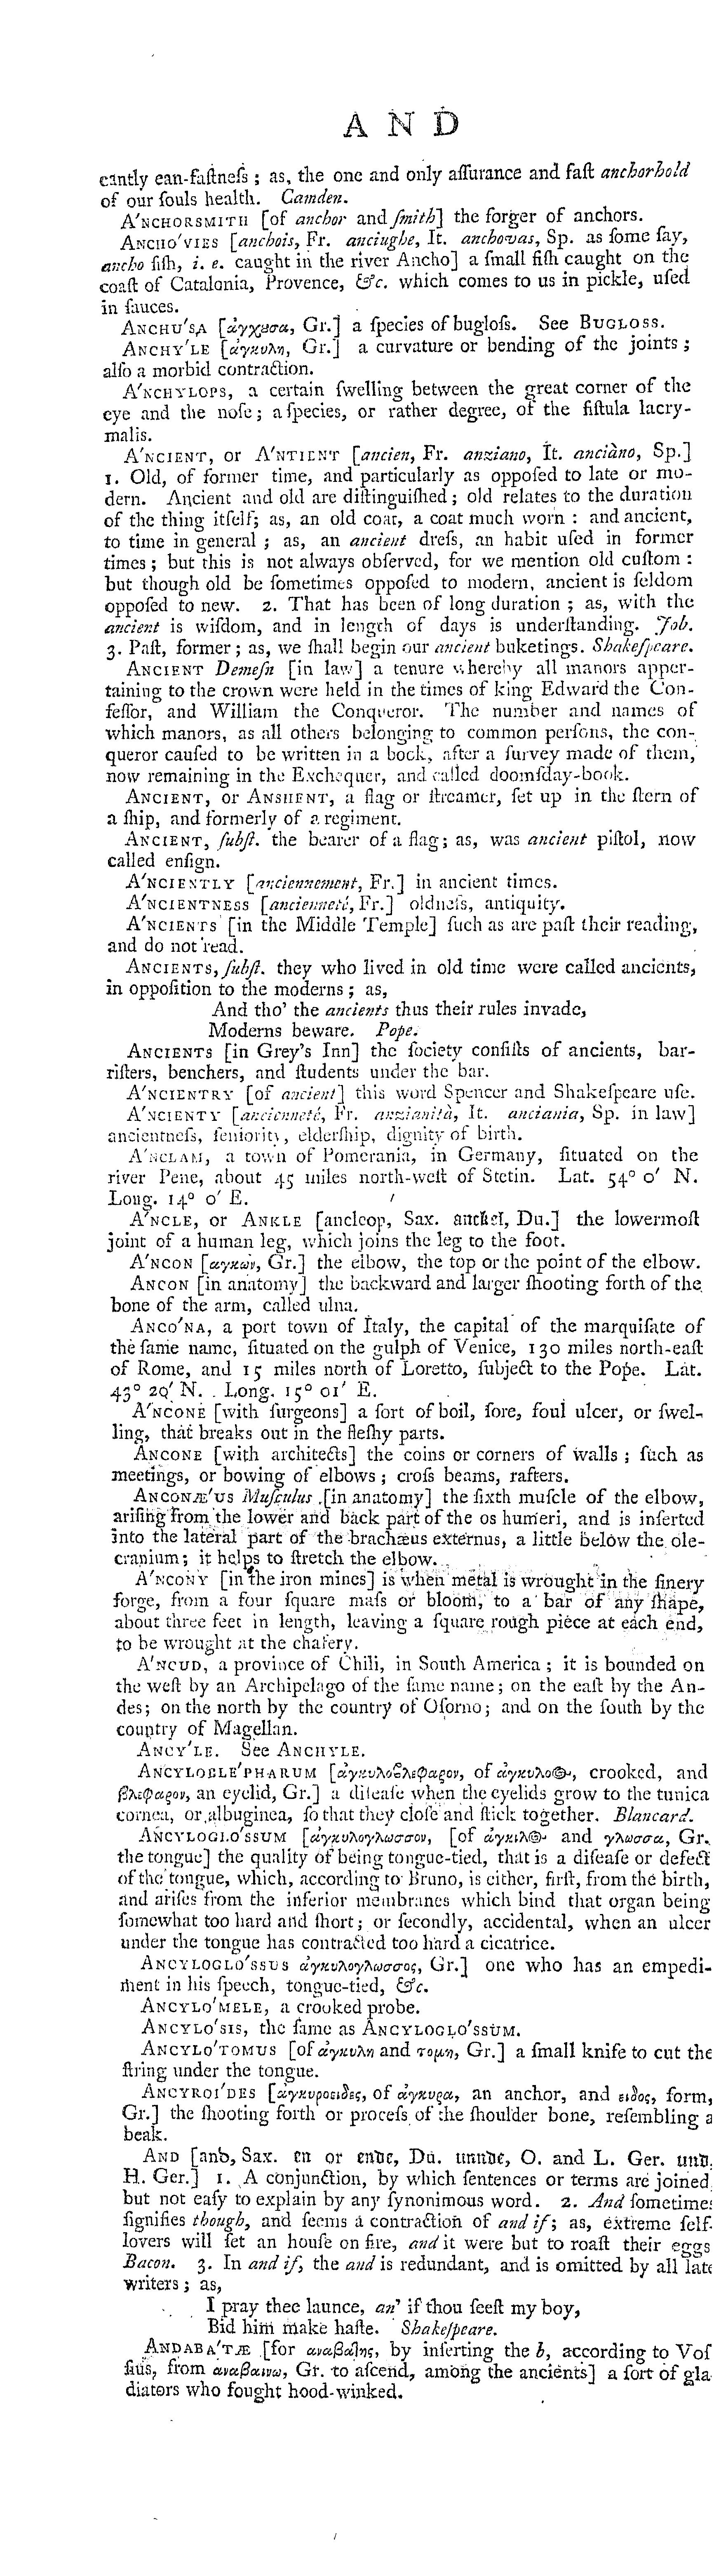 A N D
cantly ean-faſtneſs ; as, the one and only aſſurance and faſt anchorhold
of our ſouls health. Camden.
A'NCHORSMITH [of anchor and ſmith] the forger of anchors.
ANCHO'VIES [anchois, Fr. anciughe, It. anchovas, Sp. as ſome ſay,
ancho fiſh, i. e. caught in the river Ancho] a ſmall fiſh caught on the
coaſt of Catalonia, Provence, &c. which comes to us in pickle, uſed
in ſauces.
ANCHU'SA [ἀγχȣσα, Gr.] a ſpecies of bugloſs. See BUGLOSS.
ANCHY'LE [ἀγκυλη, Gr.] a curvature or bending of the joints ;
alſo a morbid contraction.
A'NCHYLOPS, a certain ſwelling between the great corner of the
eye and the noſe ; a ſpecies, or rather degree, of the fiſtula lacry-
malis.
A'NCIENT, or A'NTIENT [ancien, Fr. anziano, It. anciàno, Sp.]
1. Old, of former time, and particularly as oppoſed to late or mo-
dern. Ancient and old are diſtinguiſhed ; old relates to the duration
of the thing itſelf; as, an old coat, a coat much worn : and ancient,
to time in general ; as, an ancient dreſs, an habit uſed in former
times ; but this is not always obſerved, for we mention old cuſtom :
but though old be ſometimes oppoſed to modern, ancient is ſeldom
oppoſed to new. 2. That has been of long duration ; as, with the
ancient is wiſdom, and in length of days is underſtanding. Job.
3. Paſt, former ; as, we ſhall begin our ancient buketings. Shakeſpeare.
ANCIENT Demeſn [in law] a tenure whereby all manors apper-
taining to the crown were held in the times of king Edward the Con-
feſſor, and William the Conqueror. The number and names of
which manors, as all others belonging to common perſons, the con-
queror cauſed to be written in a book, after a ſurvey made of them,
now remaining in the Exchequer, and called doomſday-book.
ANCIENT, or ANSHENT, a flag or ſtreamer, ſet up in the ſtern of
a ſhip, and formerly of a regiment.
ANCIENT, ſubſt. the bearer of a flag; as, was ancient piſtol, now
called enſign.
A'NCIENTLY [anciennement, Fr.] in ancient times.
A'NCIENTNESS [ancienneté, Fr.] oldneſs, antiquity.
A'NCIENTS [in the Middle Temple] ſuch as are paſt their reading,
and do not read.
ANCIENTS, ſubſt. they who lived in old time were called ancients,
in oppoſition to the moderns ; as,
And tho' the ancients thus their rules invade,
Moderns beware. Pope.
ANCIENTS [in Grey's Inn] the ſociety conſiſts of ancients, bar-
riſters, benchers, and ſtudents under the bar.
A'NCIENTRY [of ancient] this word Spencer and Shakeſpeare uſe.
A'NCIENTY [ancienneté, Fr. anzianità, It. anciania, Sp. in law]
ancientneſs, ſeniority, elderſhip, dignity of birth.
A'NCLAM, a town of Pomerania, in Germany, ſituated on the
river Pene, about 45 miles north-weſt of Stetin. Lat. 54° 0' N.
Long. 14° 0' E.
A'NCLE, or ANKLE [ancleop, Sax. anckel, Du.] the lowermoſt
joint of a human leg, which joins the leg to the foot.
A'NCON [αγκων, Gr.] the elbow, the top or the point of the elbow.
ANCON [in anatomy] the backward and larger ſhooting forth of the
bone of the arm, called ulna.
ANCO'NA, a port town of Italy, the capital of the marquiſate of
the ſame name, ſituated on the gulph of Venice, 130 miles north-eaſt
of Rome, and 15 miles north of Loretto, ſubject to the Pope. Lat.
43° 20' N. Long. 15° 01' E.
A'NCONE [with ſurgeons] a ſort of boil, ſore, foul ulcer, or ſwel-
ling, that breaks out in the fleſhy parts.
ANCONE [with architects] the coins or corners of walls ; ſuch as
meetings, or bowing of elbows ; croſs beams, rafters.
ANCONÆ'US Muſculus [in anatomy] the ſixth muſcle of the elbow,
ariſing from the lower and back part of the os humeri, and is inſerted
into the lateral part of the brachæus externus, a little below the ole-
cranium ; it helps to ſtretch the elbow.
A'NCONY [in the iron mines] is when metal is wrought in the finery
forge, from a four ſquare maſs or bloom, to a bar of any ſhape,
about three feet in length, leaving a ſquare rough piece at each end,
to be wrought at the chafery.
A'NCUD, a province of Chili, in South America ; it is bounded on
the weſt by an Archipelago of the ſame name ; on the eaſt by the An-
des ; on the north by the country of Oſorno ; and on the ſouth by the
country of Magellan.
ANCY'LE. See ANCHYLE.
ANCYLOBLE'PHARUM [ἀγκυλοβλεφαρον, of ἀγκυλος, crooked, and
βλεφαρον, an eyelid, Gr.] a diſeaſe when the eyelids grow to the tunica
cornea, or albuginea, ſo that they cloſe and ſtick together. Blancard.
ANCYLOGLO'SSUM [ἀγκυλογλωσσον, [of ἀγκιλος and γλωσσα, Gr.
the tongue] the quality of being tongue-tied, that is a diſeaſe or defect
of the tongue, which, according to Bruno, is either, firſt, from the birth,
and ariſes from the inferior membranes which bind that organ being
ſomewhat too hard and ſhort ; or ſecondly, accidental, when an ulcer
under the tongue has contracted too hard a cicatrice.
ANCYLOGLO'SSUS ἀγκυλογλωσσος, Gr.] one who has an empedi-
ment in his ſpeech, tongue-tied, &c.
ANCYLO'MELE, a crooked probe.
ANCYLO'SIS, the ſame as ANCYLOGLO'SSUM.
ANCYLO'TOMUS [of ἀγκυλη and τομη, Gr.] a ſmall knife to cut the
ſtring under the tongue.
ANCYROI'DES [ἀγκυροειδες, of ἀγκυρα, an anchor, and ειδος, form,
Gr.] the ſhooting forth or proceſs of the ſhoulder bone, reſembling a
beak.
AND [and, Sax. en or ende, Du. unnde, O. and L. Ger. und,
H. Ger.] 1. A conjunction, by which ſentences or terms are joined,
but not eaſy to explain by any ſynonimous word. 2. And ſometimes
ſignifies though, and ſeems a contraction of and if ; as, extreme ſelf-
lovers will ſet an houſe on fire, and it were but to roaſt their eggs.
Bacon. 3. In and if, the and is redundant, and is omitted by all late
writers ; as,
I pray thee launce, an' if thou ſeeſt my boy,
Bid him make haſte. Shakeſpeare.
ANDABA'TÆ [for αναβαλης, by inſerting the b, according to Voſ
ſius, from αναβαινω, Gr. to aſcend, among the ancients] a ſort of gla
diators who fought hood-winked.